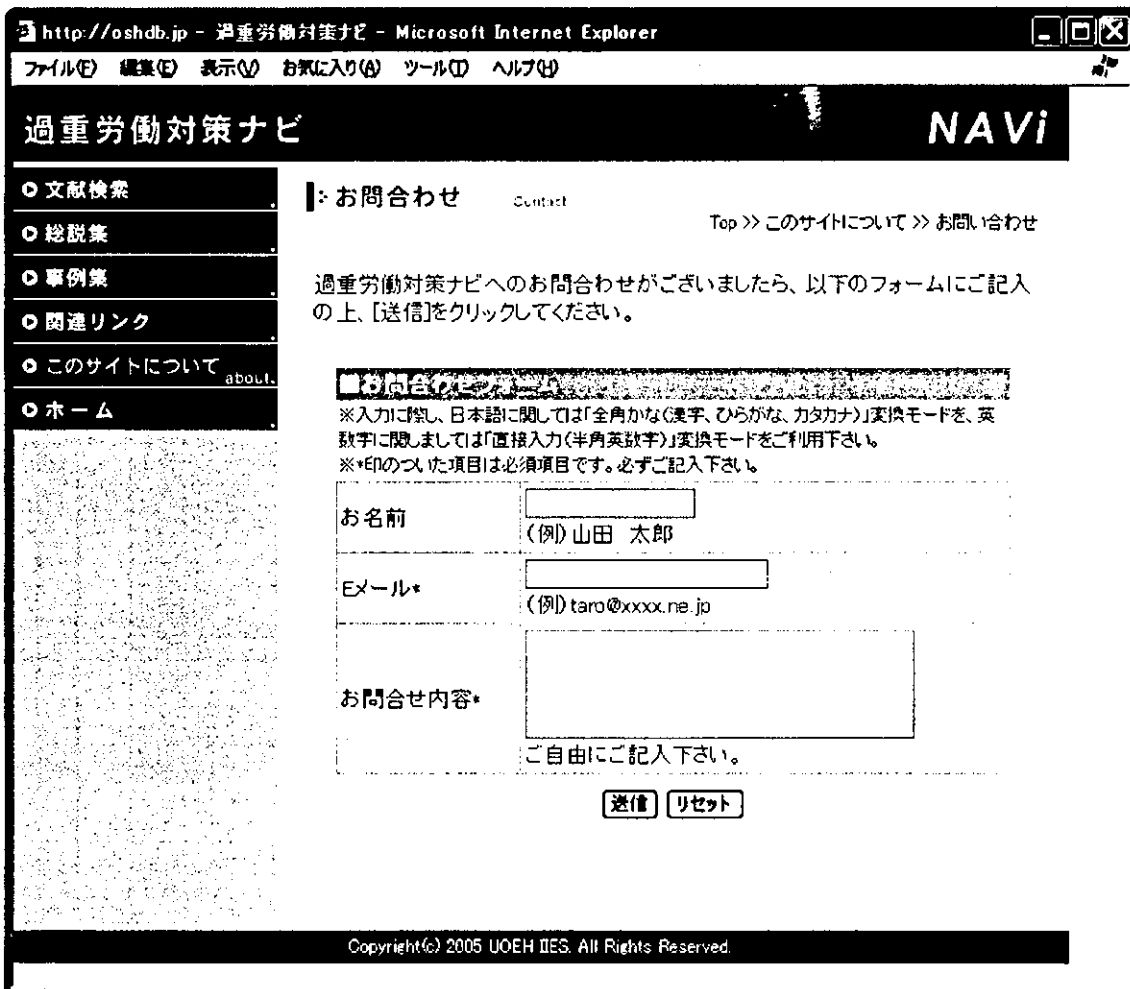 http://oshdb.jp - 過重労働対策ナビ - Microsoft Internet Explorer
ファイル(F) 編集(E) 表示(V) お気に入り(A) ツール(T) ヘルプ(H)
過重労働対策ナビ NAVi
文献検索
総説集
事例集
関連リンク
このサイトについて about.
ホーム
お問合わせ Contact
Top >> このサイトについて >> お問い合わせ
過重労働対策ナビへのお問合わせがございましたら、以下のフォームにご記入
の上、[送信]をクリックしてください。
■お問合わせフォーム
※入力に際し、日本語に関しては「全角かな(漢字、ひらがな、カタカナ)」変換モードを、英
数字に関しましては「直接入力(半角英数字)」変換モードをご利用下さい。
※*印のついた項目は必須項目です。必ずご記入下さい。
お名前
(例) 山田 太郎
Eメール*
(例) taro@xxxx.ne.jp
お問合せ内容*
ご自由にご記入下さい。
送信 リセット
Copyright(c) 2005 UOEH IIES. All Rights Reserved.